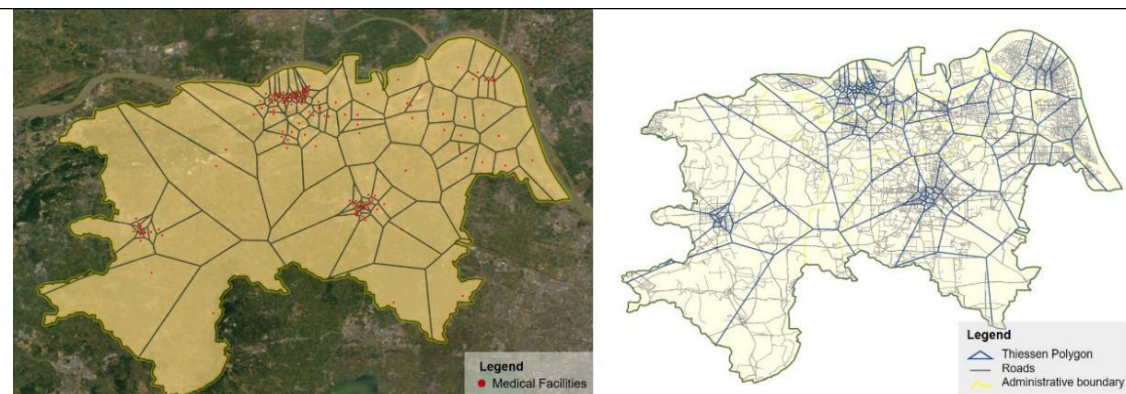 Legend
Medical Facilities
Legend
Thiessen Polygon
Roads
Administrative boundary